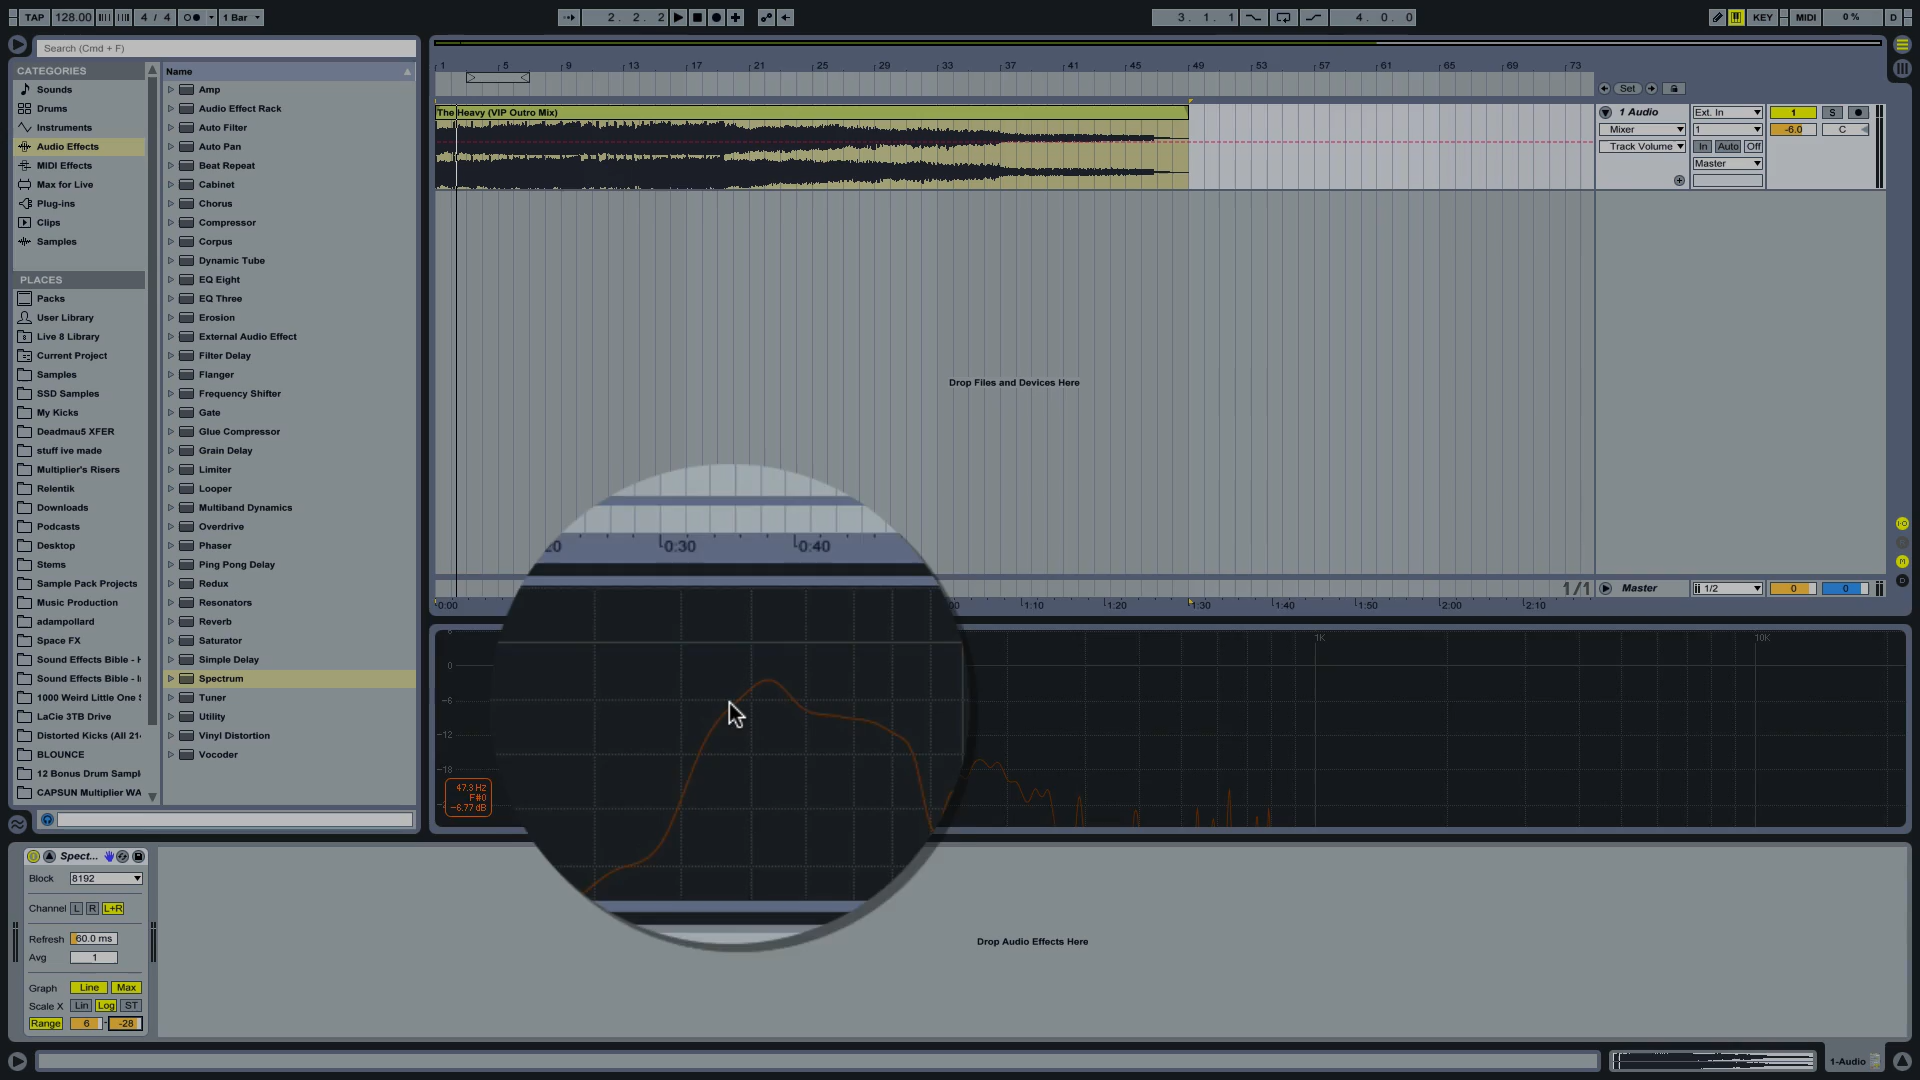 TAP 128.00 4 / 4 1 Bar 2. 2. 2 3. 1. 1 4. 0. 0 KEY MIDI 0 % D
Search (Cmd + F)
CATEGORIES
Sounds
Drums
Instruments
Audio Effects
MIDI Effects
Max for Live
Plug-ins
Clips
Samples
PLACES
Packs
User Library
Live 8 Library
Current Project
Samples
SSD Samples
My Kicks
Deadmau5 XFER
stuff ive made
Multiplier's Risers
Relentik
Downloads
Podcasts
Desktop
Stems
Sample Pack Projects
Music Production
adampollard
Space FX
Sound Effects Bible -
Sound Effects Bible -
1000 Weird Little One
LaCie 3TB Drive
Distorted Kicks (All 21
BLOUNCE
12 Bonus Drum Sampl
CAPSUN Multiplier WA
Name
Amp
Audio Effect Rack
Auto Filter
Auto Pan
Beat Repeat
Cabinet
Chorus
Compressor
Corpus
Dynamic Tube
EQ Eight
EQ Three
Erosion
External Audio Effect
Filter Delay
Flanger
Frequency Shifter
Gate
Glue Compressor
Grain Delay
Limiter
Looper
Multiband Dynamics
Overdrive
Phaser
Ping Pong Delay
Redux
Resonators
Reverb
Saturator
Simple Delay
Spectrum
Tuner
Utility
Vinyl Distortion
Vocoder
1 5 9 13 17 21 25 29 33 37 41 45 49 53 57 61 65 69 73
Set
The Heavy (VIP Outro Mix)
1 Audio Ext. In 1 S
Mixer 1 -6.0 C
Track Volume In Auto Off
Master
Drop Files and Devices Here
1/1 Master 1/2 0 0
0:00 0:30 0:40 1:10 1:20 1:30 1:40 1:50 2:00 2:10
6 1K 10K
0
-6
-12
-18
47.3 Hz
F#0
-6.77 dB
Spect...
Block 8192
Channel L R L+R
Refresh 60.0 ms
Avg 1
Graph Line Max
Scale X Lin Log ST
Range 6 - -28
Drop Audio Effects Here
1-Audio